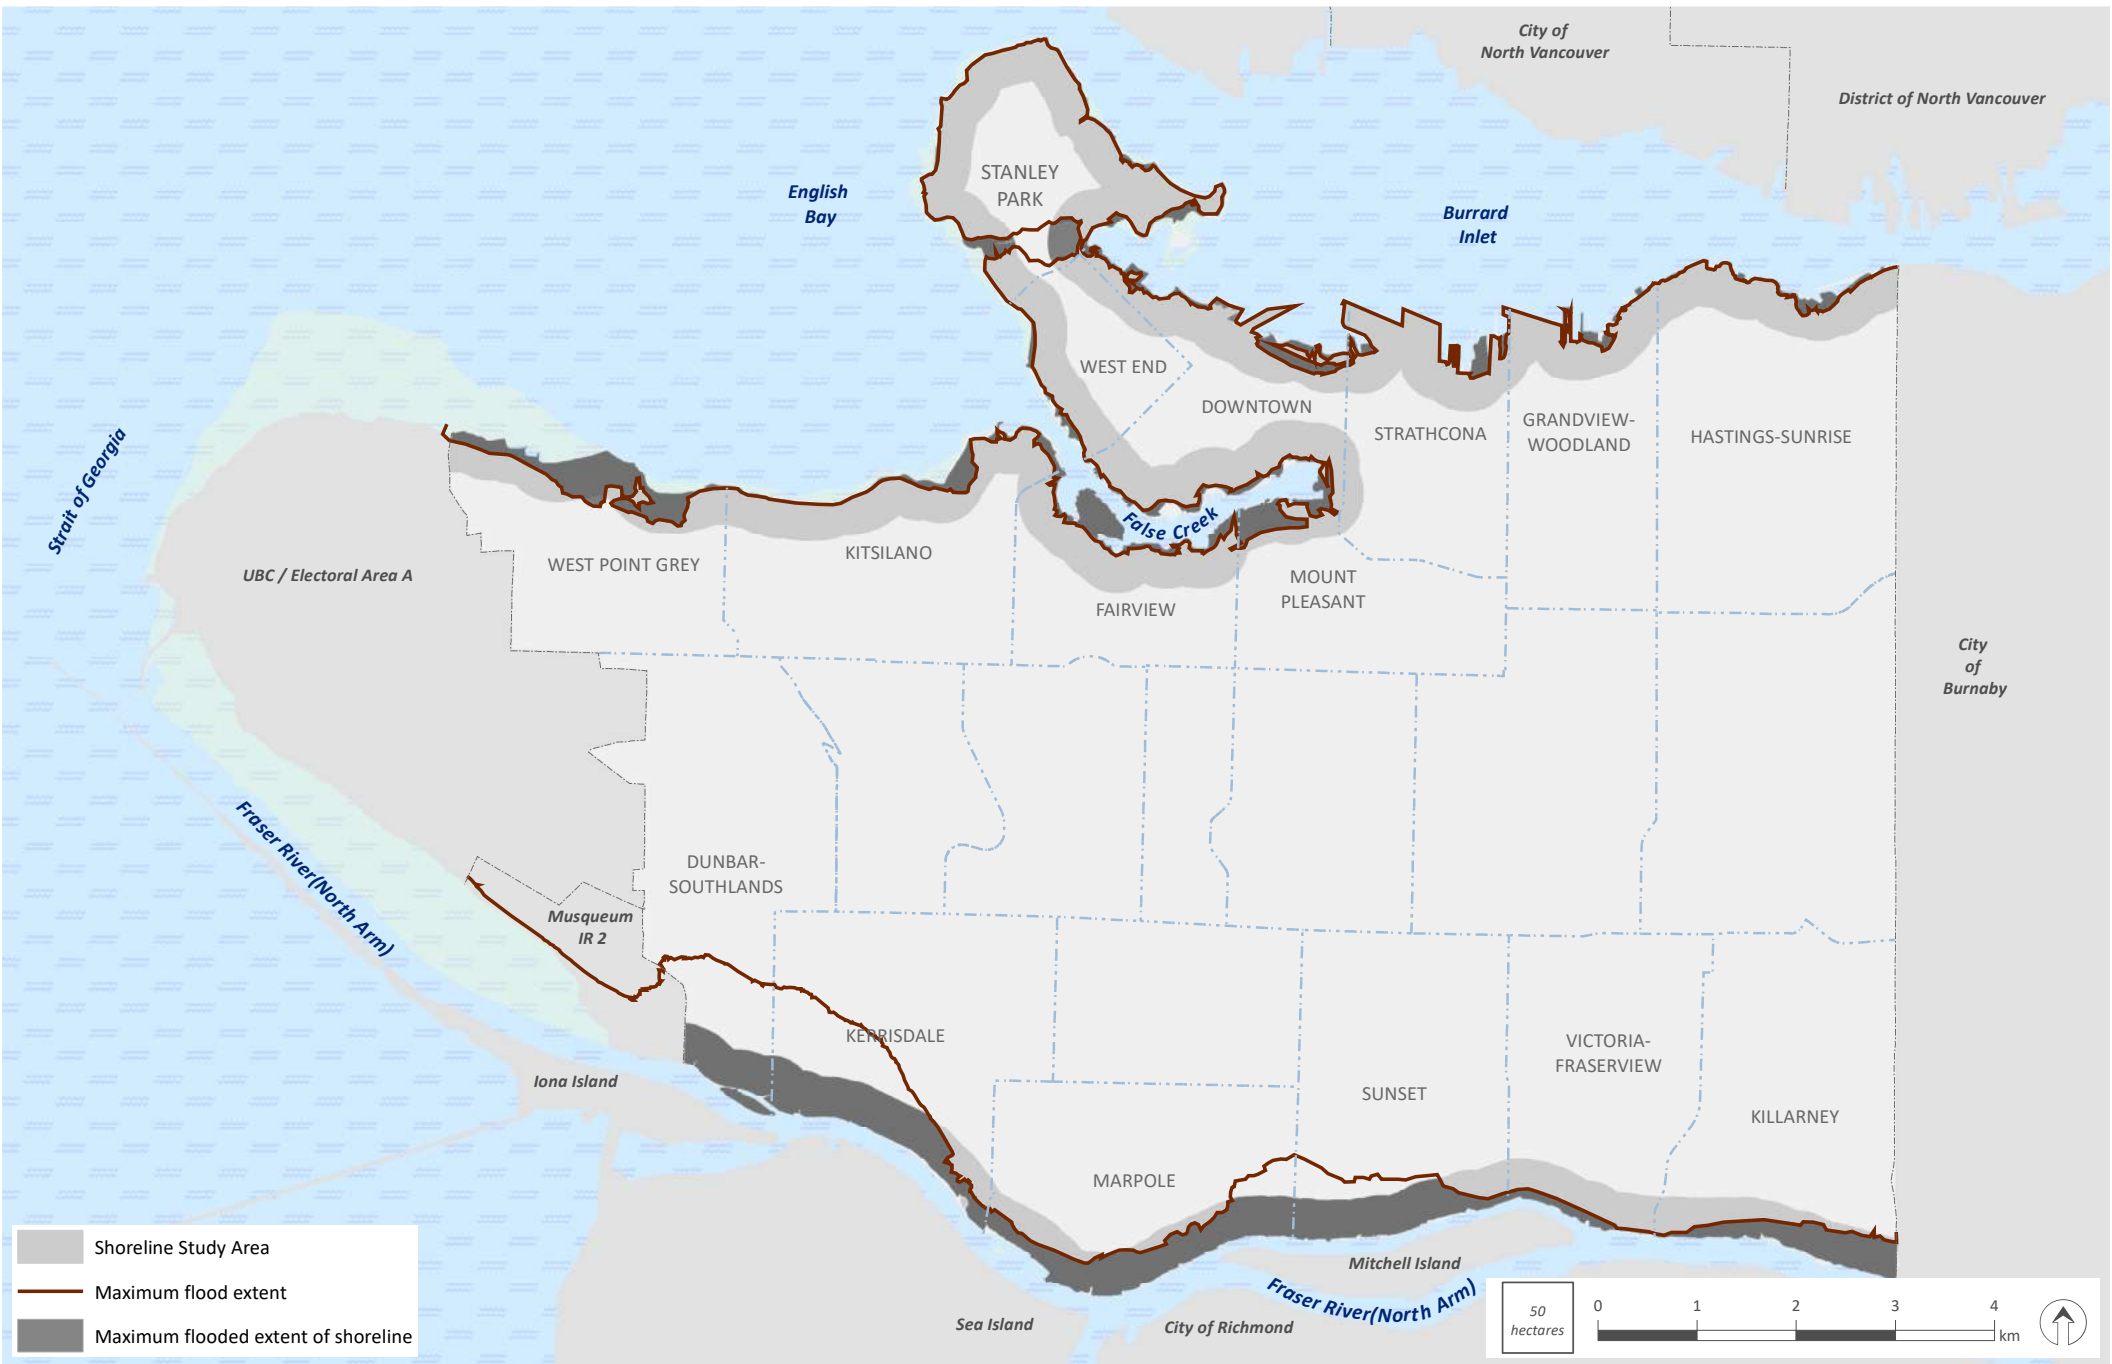 City of
North Vancouver
District of North Vancouver
STANLEY
PARK
English
Bay
Burrard
Inlet
WEST END
DOWNTOWN
STRATHCONA
GRANDVIEW-
WOODLAND
HASTINGS-SUNRISE
Strait of Georgia
False Creek
UBC / Electoral Area A
WEST POINT GREY
KITSILANO
FAIRVIEW
MOUNT
PLEASANT
City
of
Burnaby
Fraser River(North Arm)
DUNBAR-
SOUTHLANDS
Musqueum
IR 2
KERRISDALE
VICTORIA-
FRASERVIEW
Iona Island
SUNSET
KILLARNEY
MARPOLE
Mitchell Island
Fraser River(North Arm)
Sea Island
City of Richmond
Shoreline Study Area
Maximum flood extent
Maximum flooded extent of shoreline
50
hectares
0 1 2 3 4
km